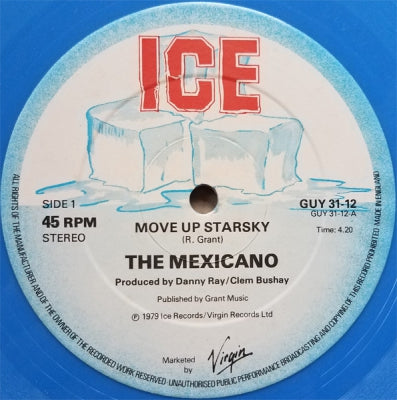 ICE
SIDE 1
45 RPM
STEREO
GUY 31-12
GUY 31-12-A
Time: 4.20
MOVE UP STARSKY
(R. Grant)
THE MEXICANO
Produced by Danny Ray/Clem Bushay
Published by Grant Music
℗ 1979 Ice Records/Virgin Records Ltd
Marketed
by
Virgin
ALL RIGHTS OF THE MANUFACTURER AND OF THE OWNER OF THE RECORDED WORK RESERVED · UNAUTHORISED PUBLIC PERFORMANCE BROADCASTING AND COPYING OF THIS RECORD PROHIBITED MADE IN ENGLAND